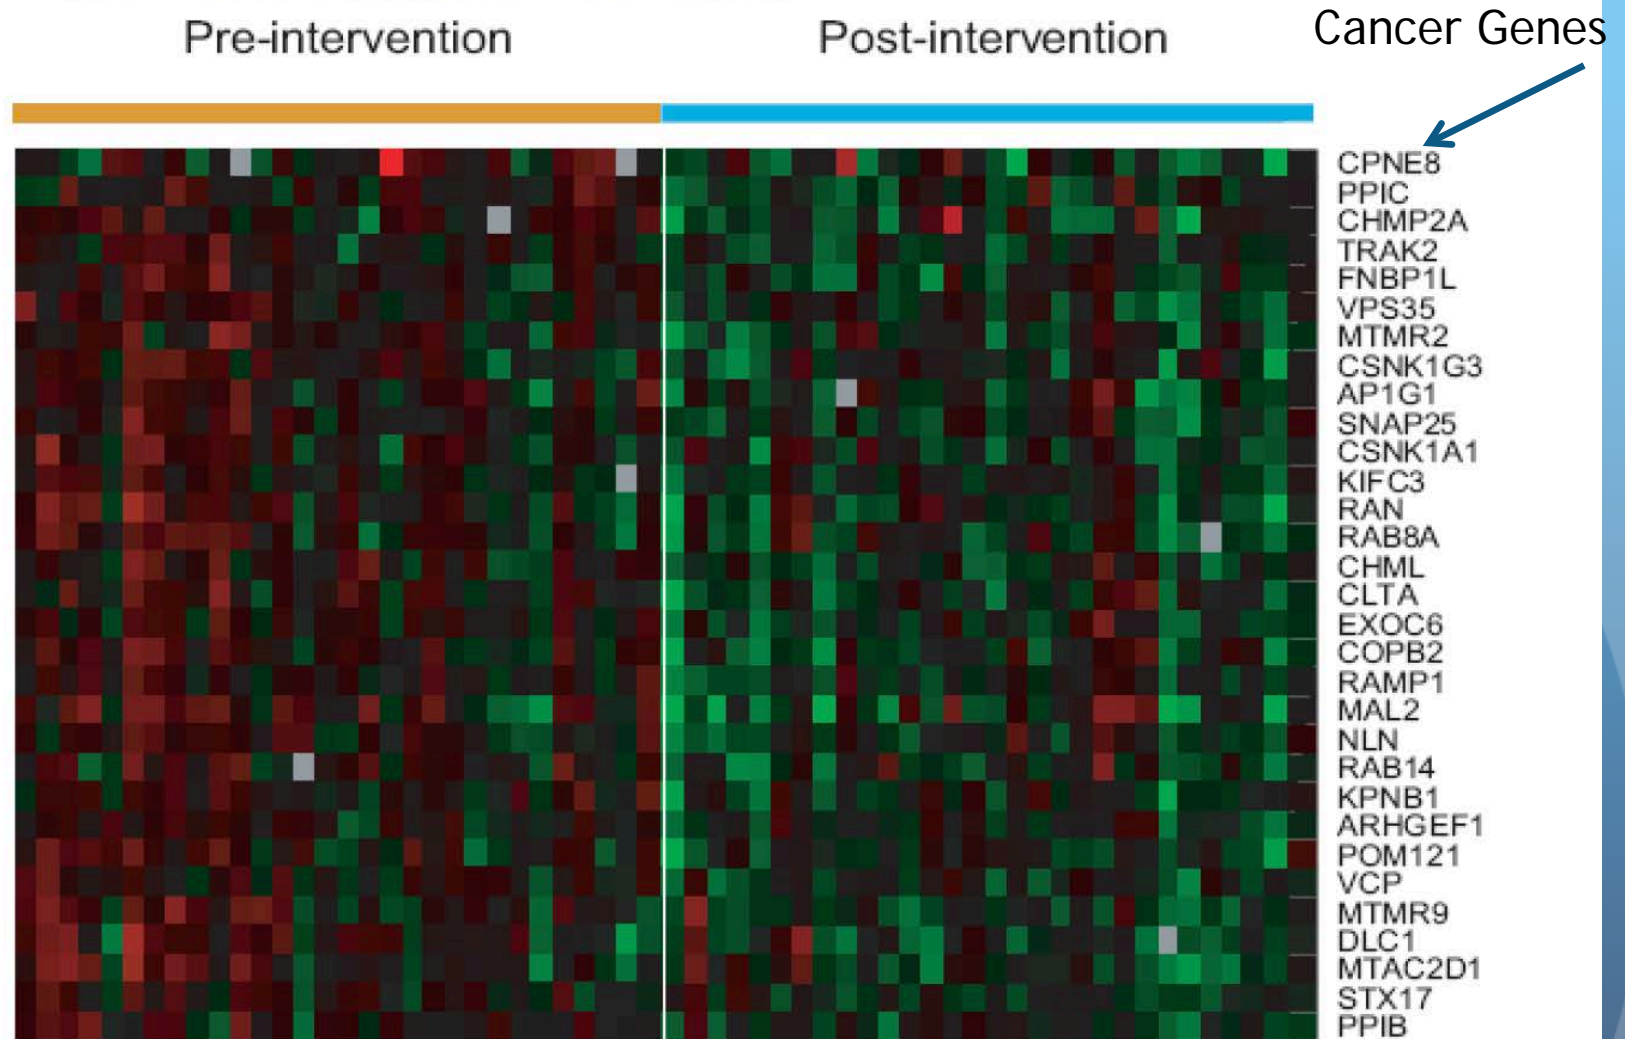 Pre-intervention
Post-intervention
Cancer Genes
CPNE8
PPIC
CHMP2A
TRAK2
FNBP1L
VPS35
MTMR2
CSNK1G3
AP1G1
SNAP25
CSNK1A1
KIFC3
RAN
RAB8A
CHML
CLTA
EXOC6
COPB2
RAMP1
MAL2
NLN
RAB14
KPNB1
ARHGEF1
POM121
VCP
MTMR9
DLC1
MTAC2D1
STX17
PPIB